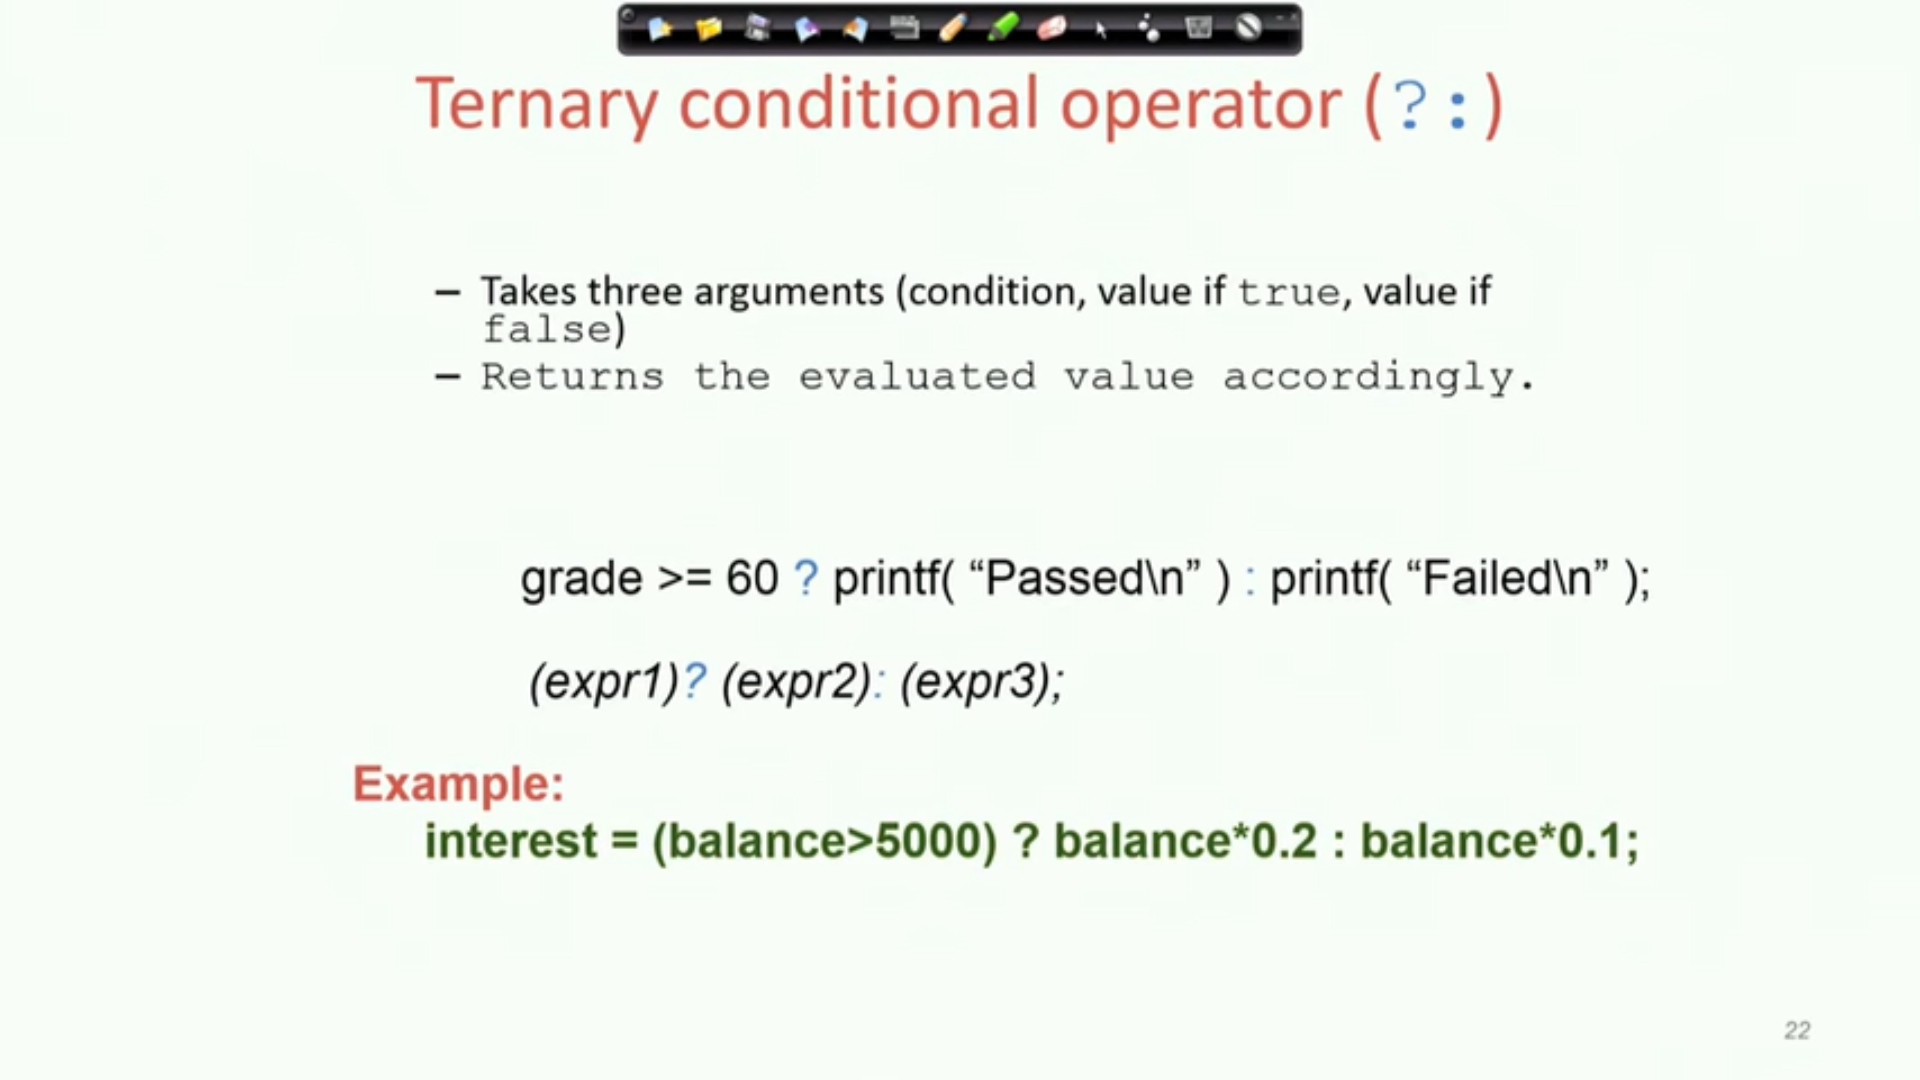 Ternary conditional operator (?:)
– Takes three arguments (condition, value if true, value if
false)
– Returns the evaluated value accordingly.
grade >= 60 ? printf( “Passed\n” ) : printf( “Failed\n” );
(expr1)? (expr2): (expr3);
Example:
interest = (balance>5000) ? balance*0.2 : balance*0.1;
22